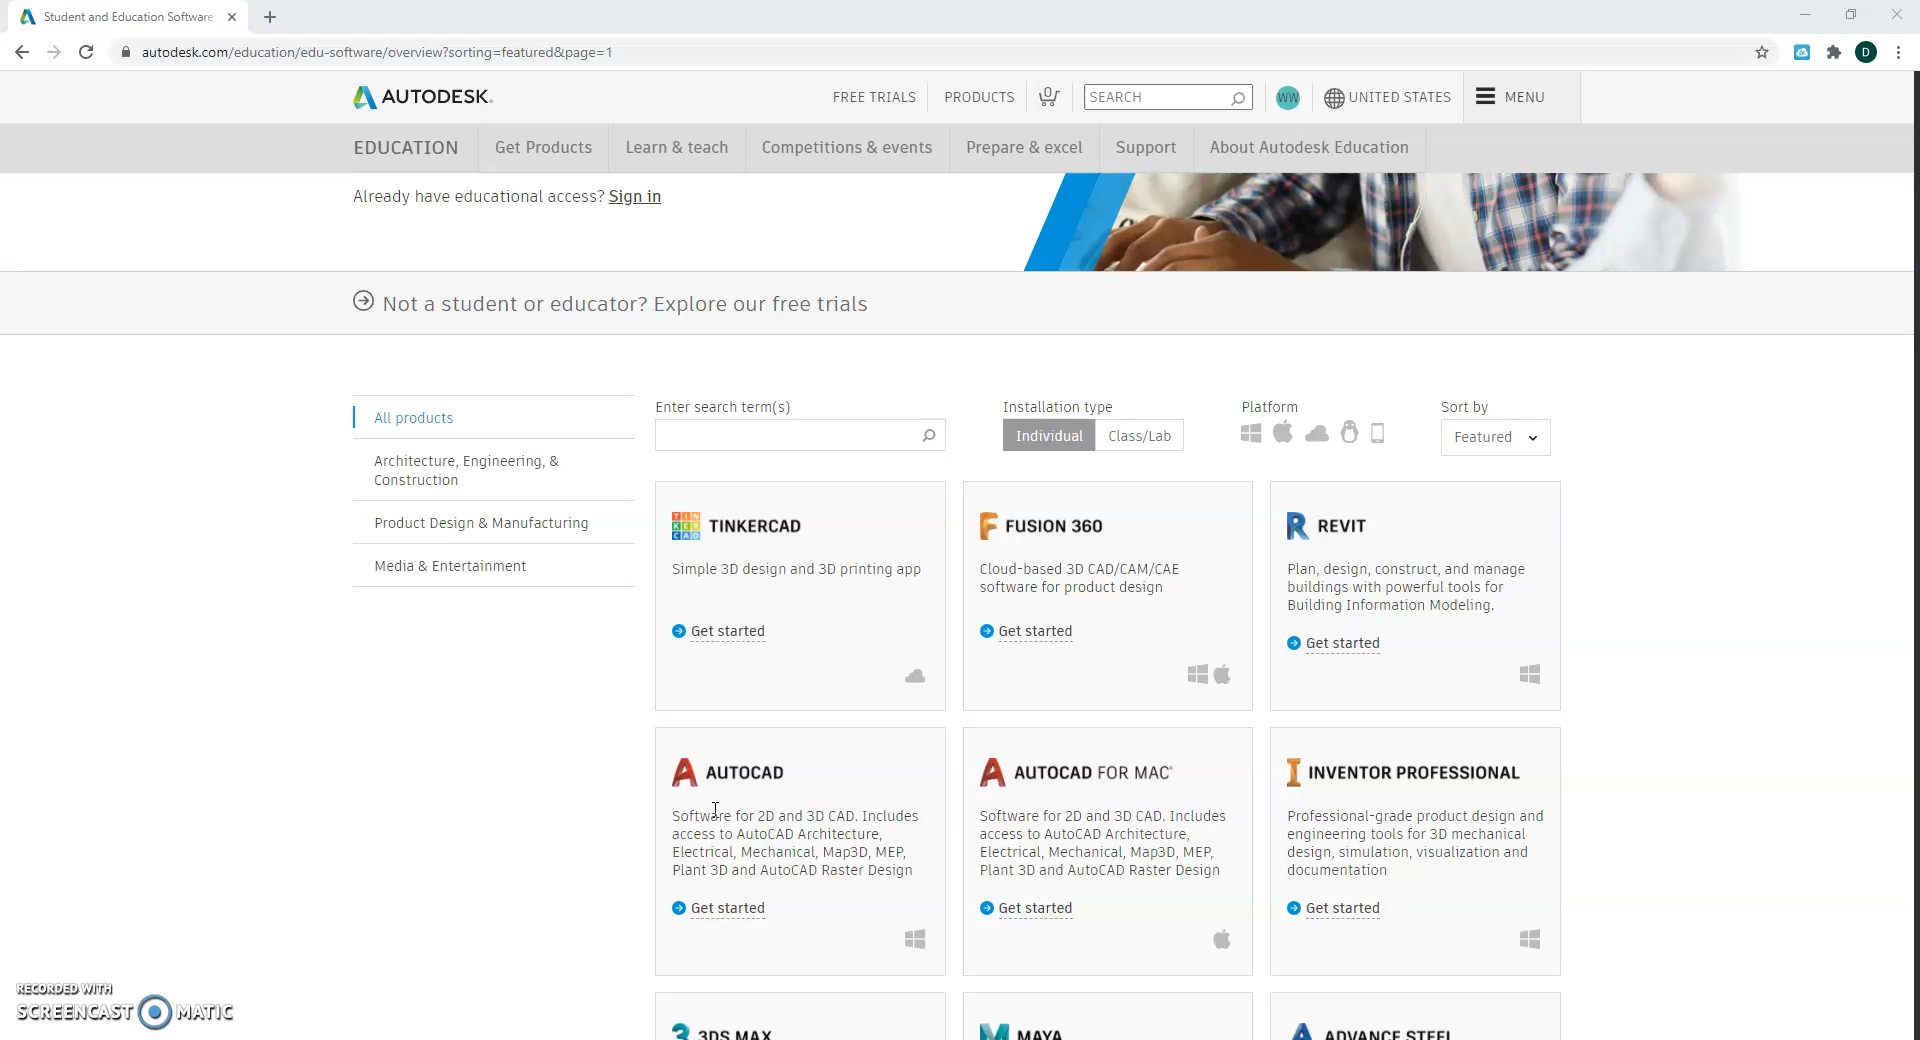 Student and Education Software
autodesk.com/education/edu-software/overview?sorting=featured&page=1
D
AUTODESK.
FREE TRIALS
PRODUCTS
0
SEARCH
WW
UNITED STATES
MENU
EDUCATION
Get Products
Learn & teach
Competitions & events
Prepare & excel
Support
About Autodesk Education
Already have educational access? Sign in
Not a student or educator? Explore our free trials
All products
Architecture, Engineering, &
Construction
Product Design & Manufacturing
Media & Entertainment
Enter search term(s)
Installation type
Individual
Class/Lab
Platform
Sort by
Featured
TIN
KER
CAD
TINKERCAD
Simple 3D design and 3D printing app
Get started
F FUSION 360
Cloud-based 3D CAD/CAM/CAE
software for product design
Get started
R REVIT
Plan, design, construct, and manage
buildings with powerful tools for
Building Information Modeling.
Get started
A AUTOCAD
Software for 2D and 3D CAD. Includes
access to AutoCAD Architecture,
Electrical, Mechanical, Map3D, MEP,
Plant 3D and AutoCAD Raster Design
Get started
A AUTOCAD FOR MAC®
Software for 2D and 3D CAD. Includes
access to AutoCAD Architecture,
Electrical, Mechanical, Map3D, MEP,
Plant 3D and AutoCAD Raster Design
Get started
I INVENTOR PROFESSIONAL
Professional-grade product design and
engineering tools for 3D mechanical
design, simulation, visualization and
documentation
Get started
3 3DS MAX
M MAYA
A ADVANCE STEEL
RECORDED WITH
SCREENCAST MATIC